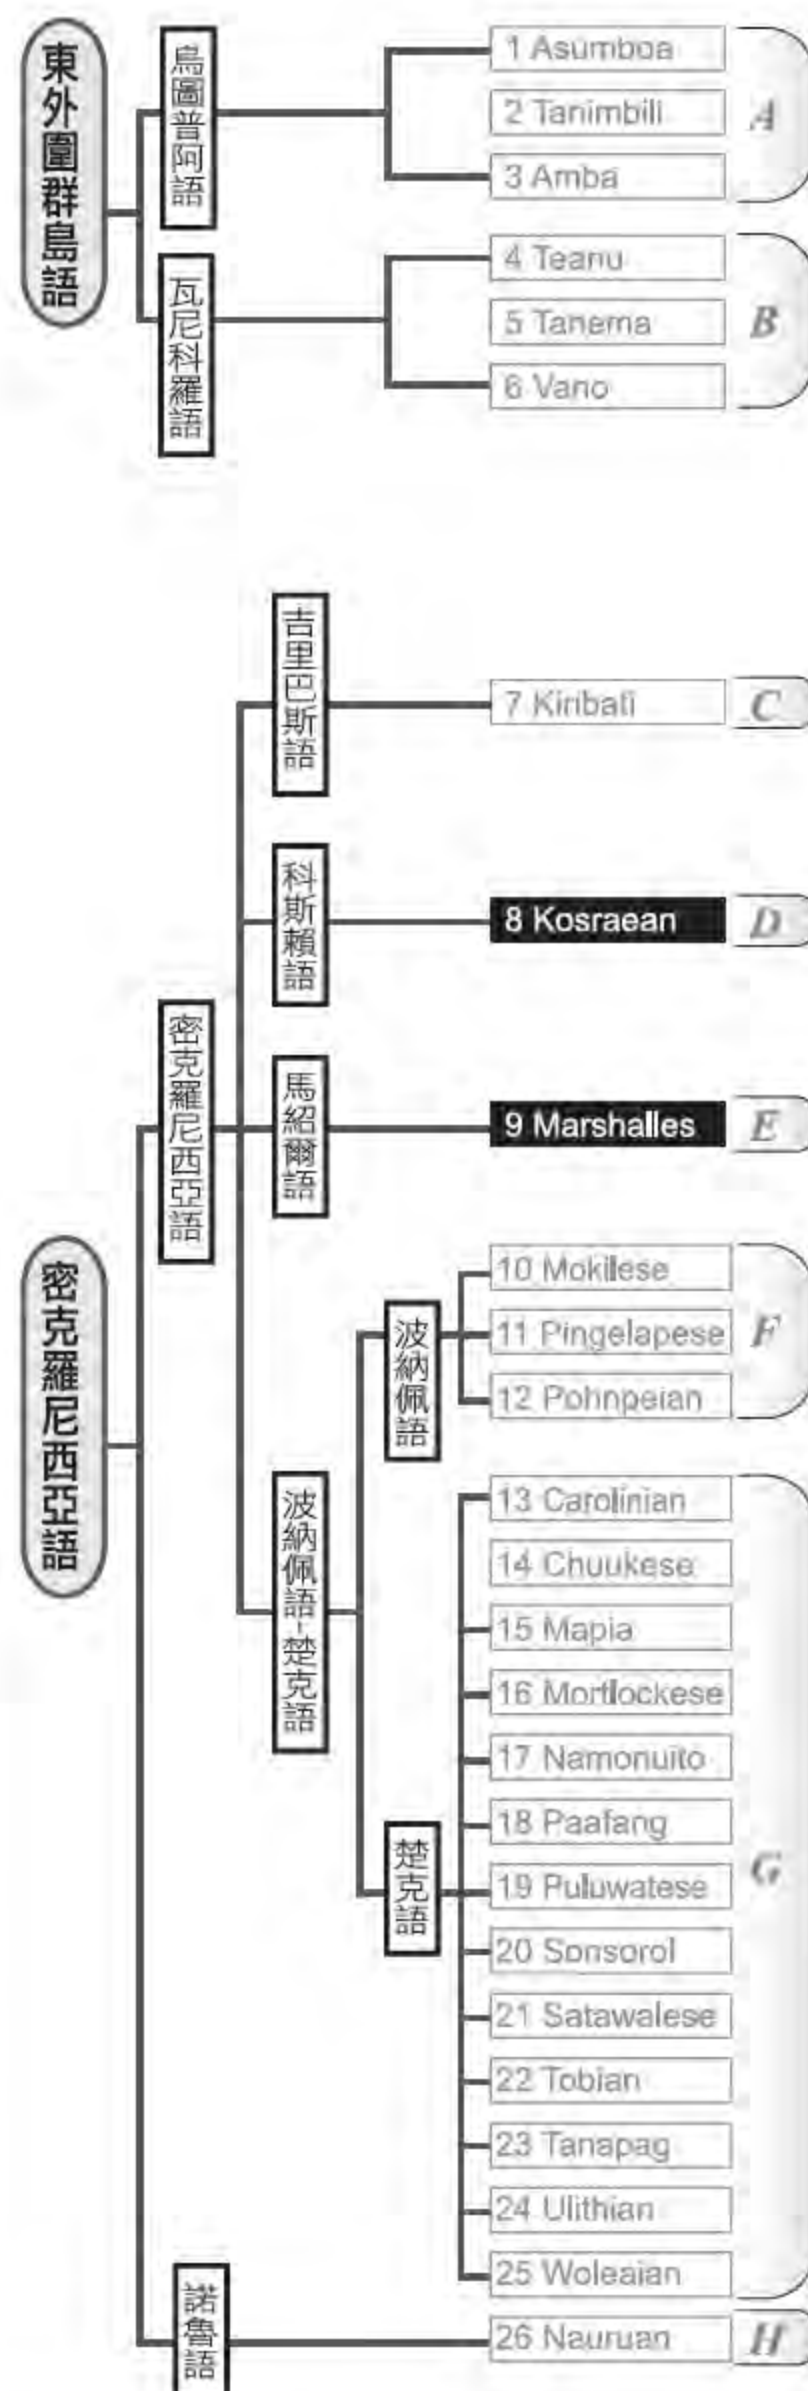 東外圍群島語
烏圖普阿語
1 Asumboa
2 Tanimbili
3 Amba
A
瓦尼科羅語
4 Teanu
5 Tanema
6 Vano
B
密克羅尼西亞語
密克羅尼西亞語
吉里巴斯語
7 Kiribati
C
科斯賴語
8 Kosraean
D
馬紹爾語
9 Marshalles
E
波納佩語-楚克語
波納佩語
10 Mokilese
11 Pingelapese
12 Pohnpeian
F
楚克語
13 Carolinian
14 Chuukese
15 Mapia
16 Mortlockese
17 Namonuito
18 Paafang
19 Puluwatese
20 Sonsorol
21 Satawalese
22 Tobian
23 Tanapag
24 Ulithian
25 Woleaian
G
諾魯語
26 Nauruan
H